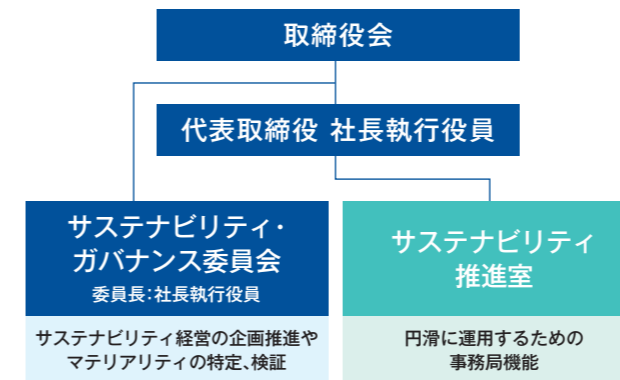 取締役会
代表取締役 社長執行役員
サステナビリティ・
ガバナンス委員会
委員長：社長執行役員
サステナビリティ経営の企画推進や
マテリアリティの特定、検証
サステナビリティ
推進室
円滑に運用するための
事務局機能